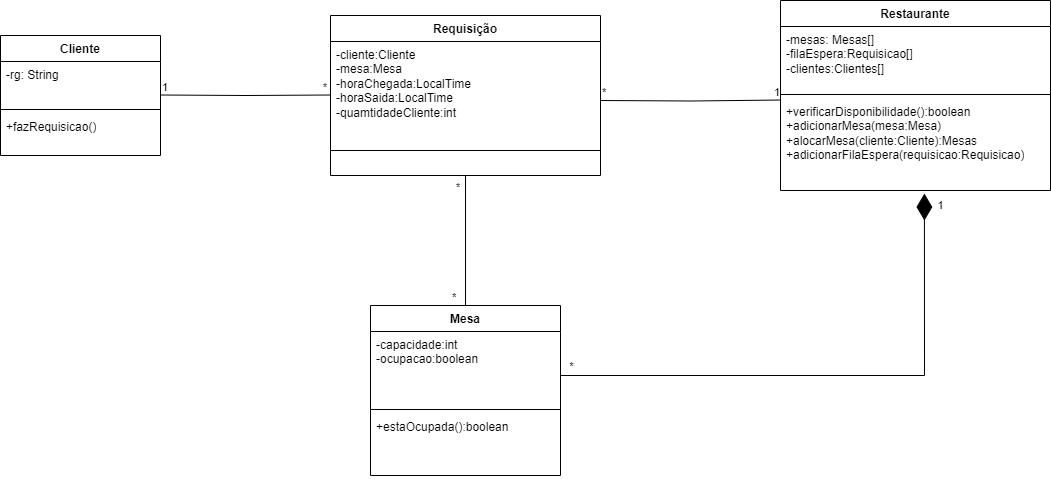 Cliente
-rg: String
+fazRequisicao()
1
*
Requisição
-cliente:Cliente
-mesa:Mesa
-horaChegada:LocalTime
-horaSaida:LocalTime
-quamtidadeCliente:int
*
1
Restaurante
-mesas: Mesas[]
-filaEspera:Requisicao[]
-clientes:Clientes[]
+verificarDisponibilidade():boolean
+adicionarMesa(mesa:Mesa)
+alocarMesa(cliente:Cliente):Mesas
+adicionarFilaEspera(requisicao:Requisicao)
*
1
*
Mesa
-capacidade:int
-ocupacao:boolean
+estaOcupada():boolean
*